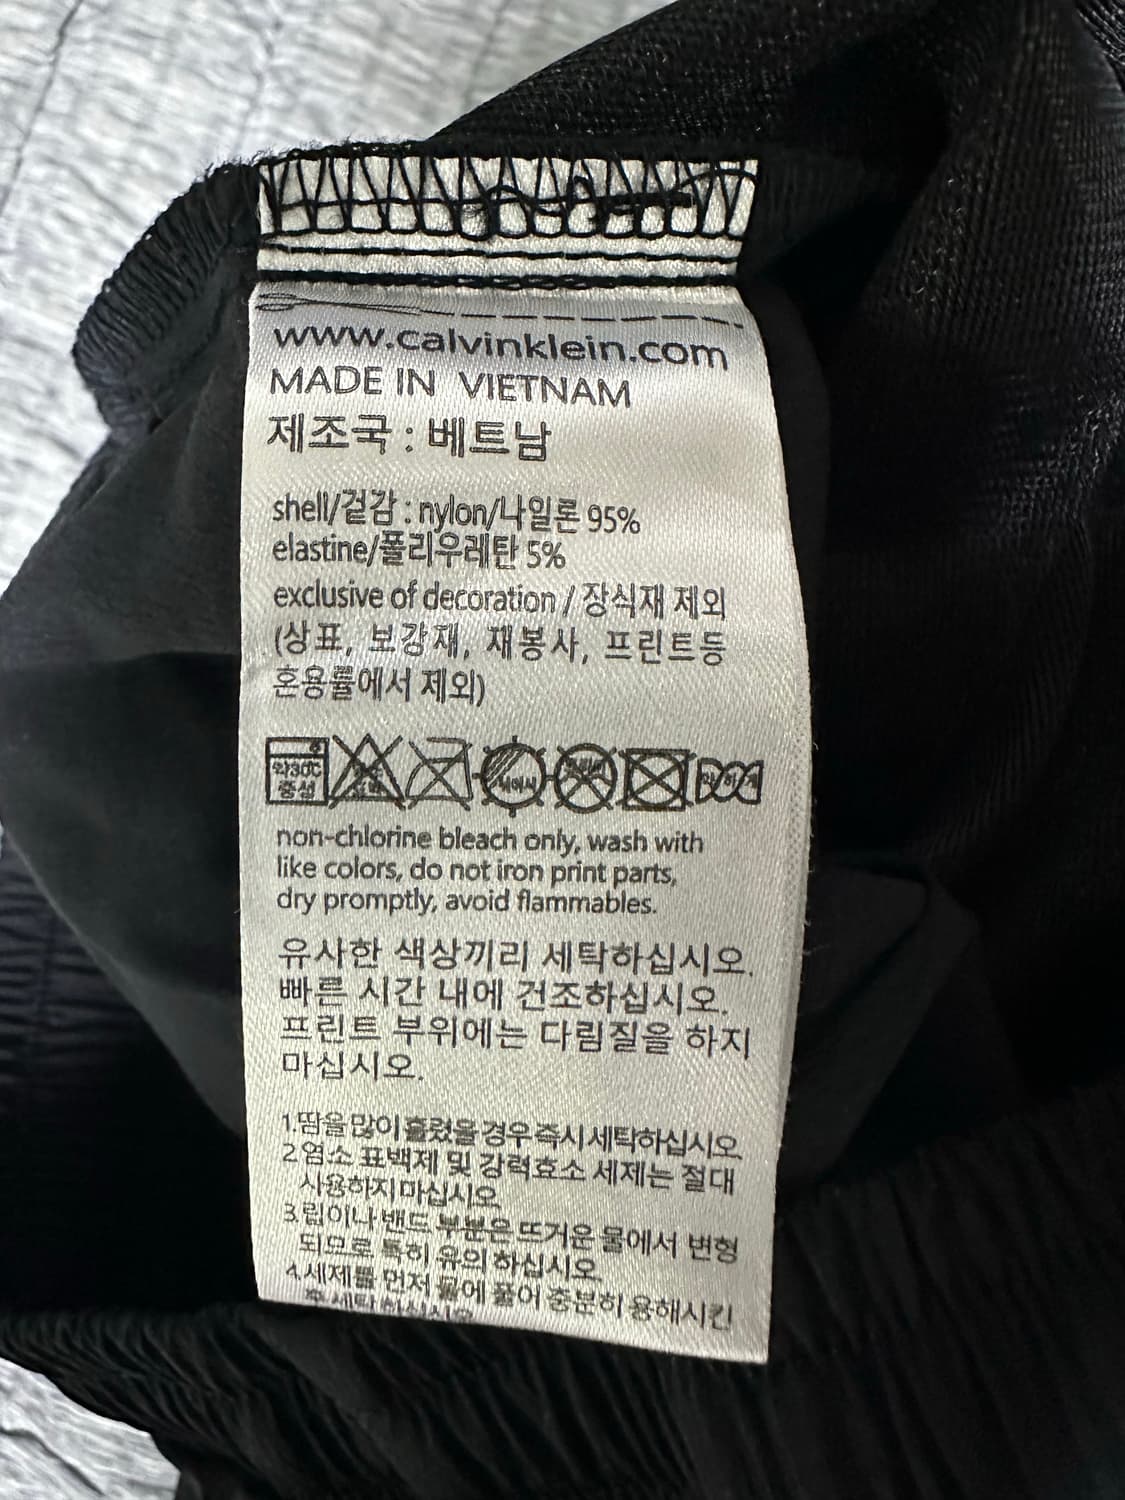 www.calvinklein.com
MADE IN VIETNAM
제조국 : 베트남
shell/겉감 : nylon/나일론 95%
elastine/폴리우레탄 5%
exclusive of decoration / 장식재 제외
(상표, 보강재, 재봉사, 프린트등
혼용률에서 제외)
약30℃
중성
약하게
non-chlorine bleach only, wash with
like colors, do not iron print parts,
dry promptly, avoid flammables.
유사한 색상끼리 세탁하십시오.
빠른 시간 내에 건조하십시오.
프린트 부위에는 다림질을 하지
마십시오.
1.땀을 많이 흘렸을 경우 즉시 세탁하십시오.
2.염소 표백제 및 강력효소 세제는 절대
사용하지 마십시오.
3.립이나 밴드 부분은 뜨거운 물에서 변형
되므로 특히 유의 하십시오.
4.세제를 먼저 물에 풀어 충분히 용해시킨
후 세탁하십시오.